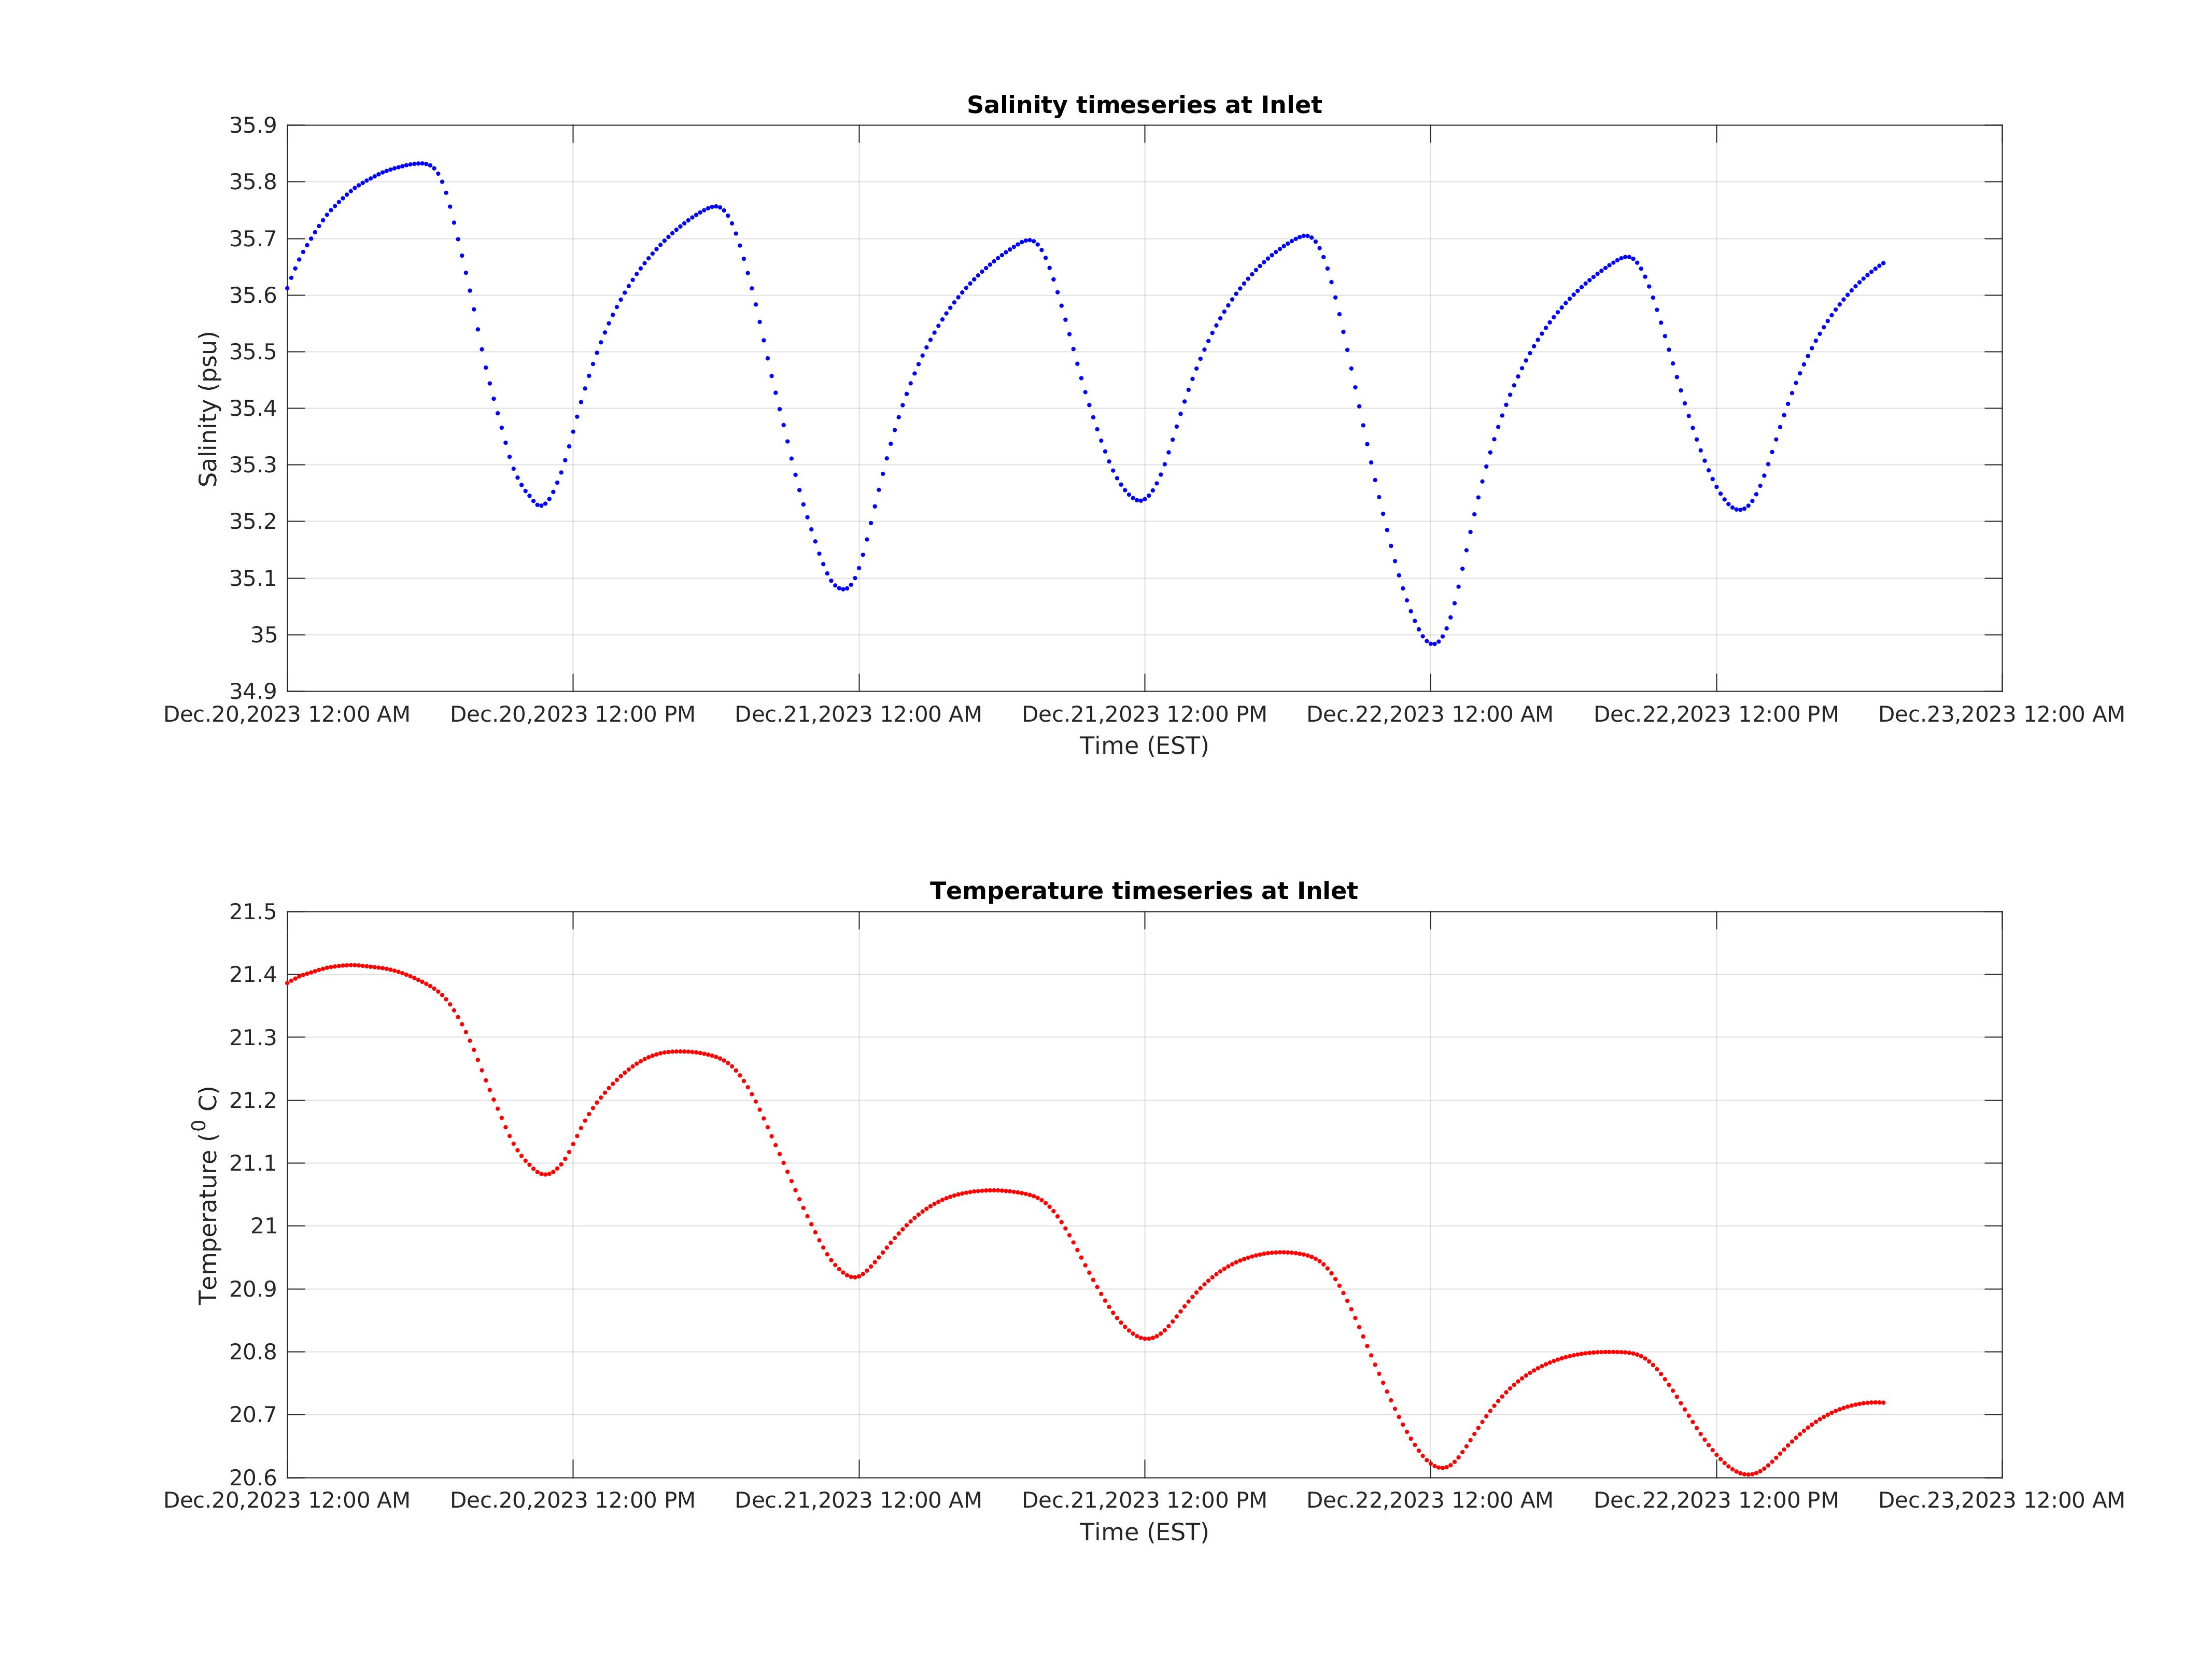 Salinity timeseries at Inlet
35.9
35.8
35.7
35.6
35.5
35.4
35.3
35.2
35.1
35
34.9
Salinity (psu)
Dec.20,2023 12:00 AM Dec.20,2023 12:00 PM Dec.21,2023 12:00 AM Dec.21,2023 12:00 PM Dec.22,2023 12:00 AM Dec.22,2023 12:00 PM Dec.23,2023 12:00 AM
Time (EST)
Temperature timeseries at Inlet
21.5
21.4
21.3
21.2
21.1
21
20.9
20.8
20.7
20.6
Temperature (⁰ C)
Dec.20,2023 12:00 AM Dec.20,2023 12:00 PM Dec.21,2023 12:00 AM Dec.21,2023 12:00 PM Dec.22,2023 12:00 AM Dec.22,2023 12:00 PM Dec.23,2023 12:00 AM
Time (EST)